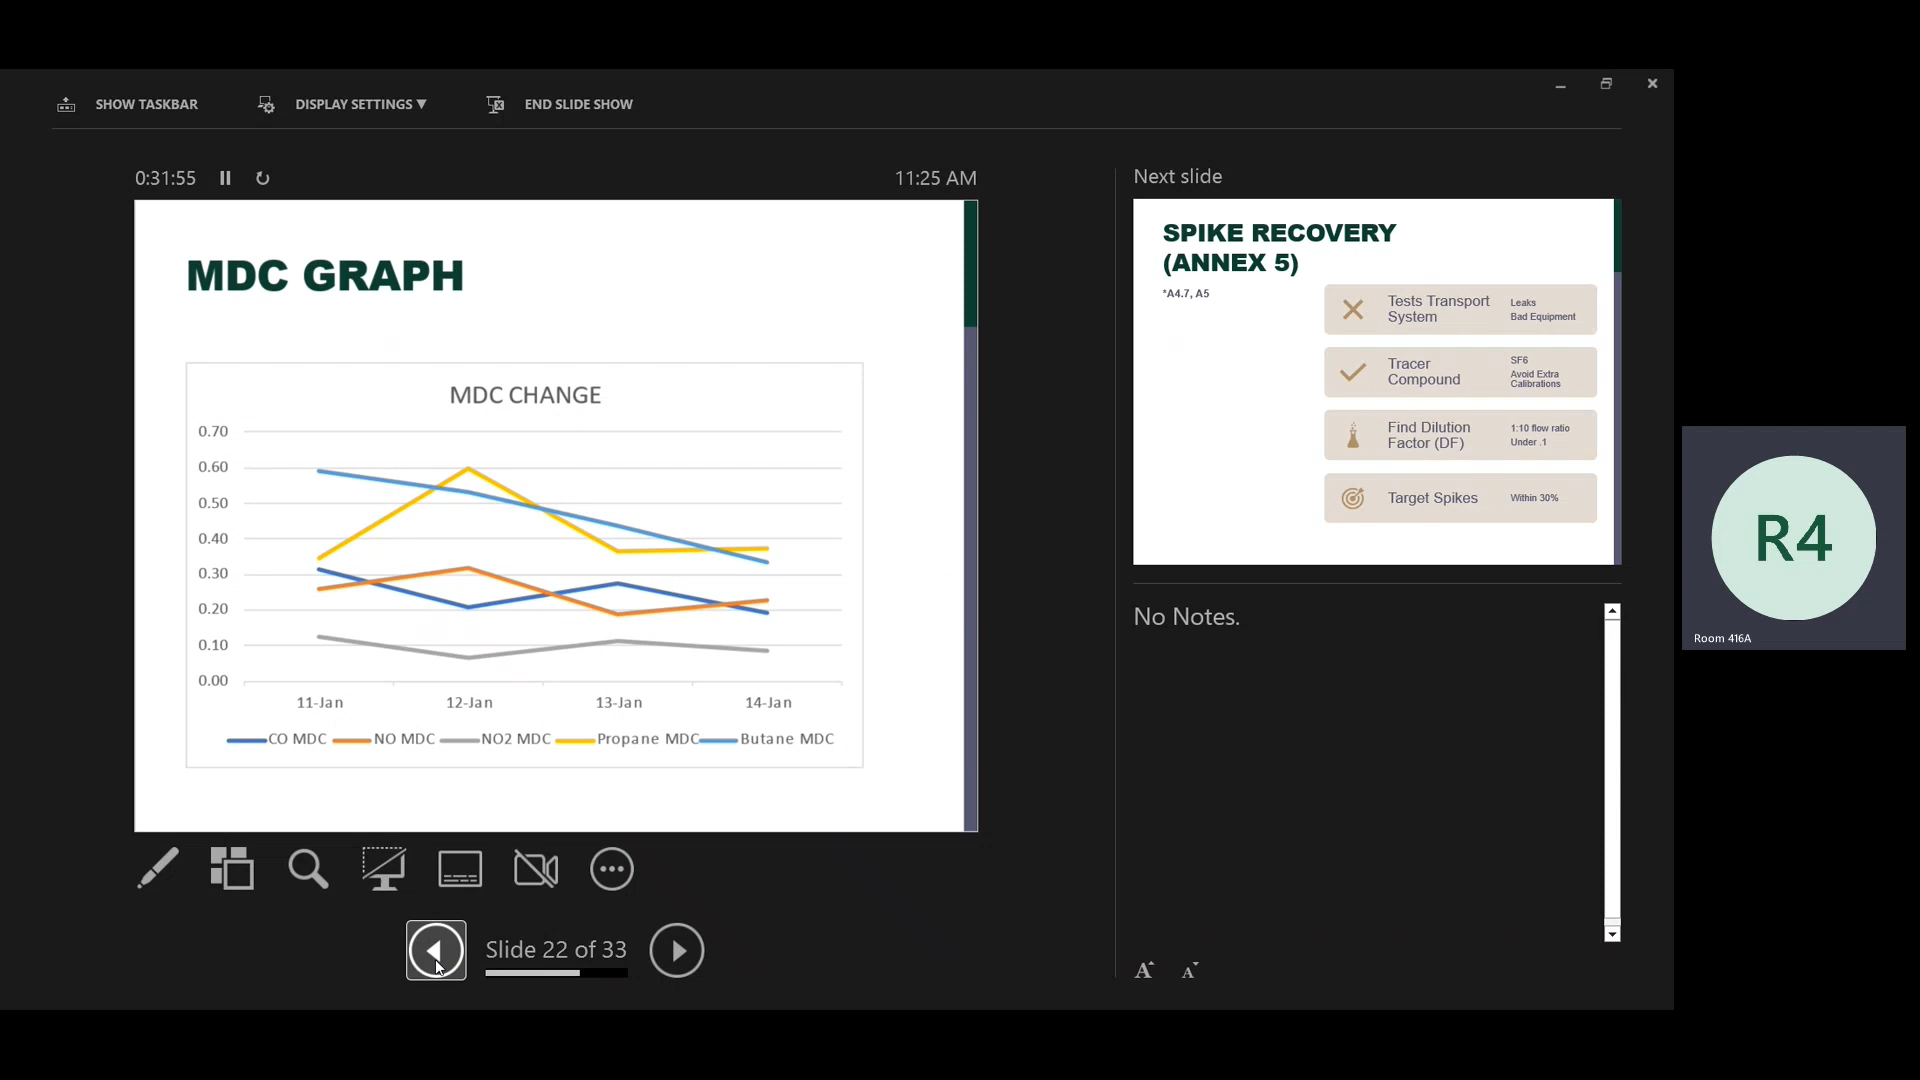 SHOW TASKBAR
DISPLAY SETTINGS ▼
END SLIDE SHOW
0:31:55
11:25 AM
MDC GRAPH
MDC CHANGE
0.70
0.60
0.50
0.40
0.30
0.20
0.10
0.00
11-Jan 12-Jan 13-Jan 14-Jan
CO MDC NO MDC NO2 MDC Propane MDC Butane MDC
Slide 22 of 33
Next slide
SPIKE RECOVERY
(ANNEX 5)
*A4.7, A5
Tests Transport
System
Leaks
Bad Equipment
Tracer
Compound
SF6
Avoid Extra
Calibrations
Find Dilution
Factor (DF)
1:10 flow ratio
Under .1
Target Spikes
Within 30%
No Notes.
A A
R4
Room 416A